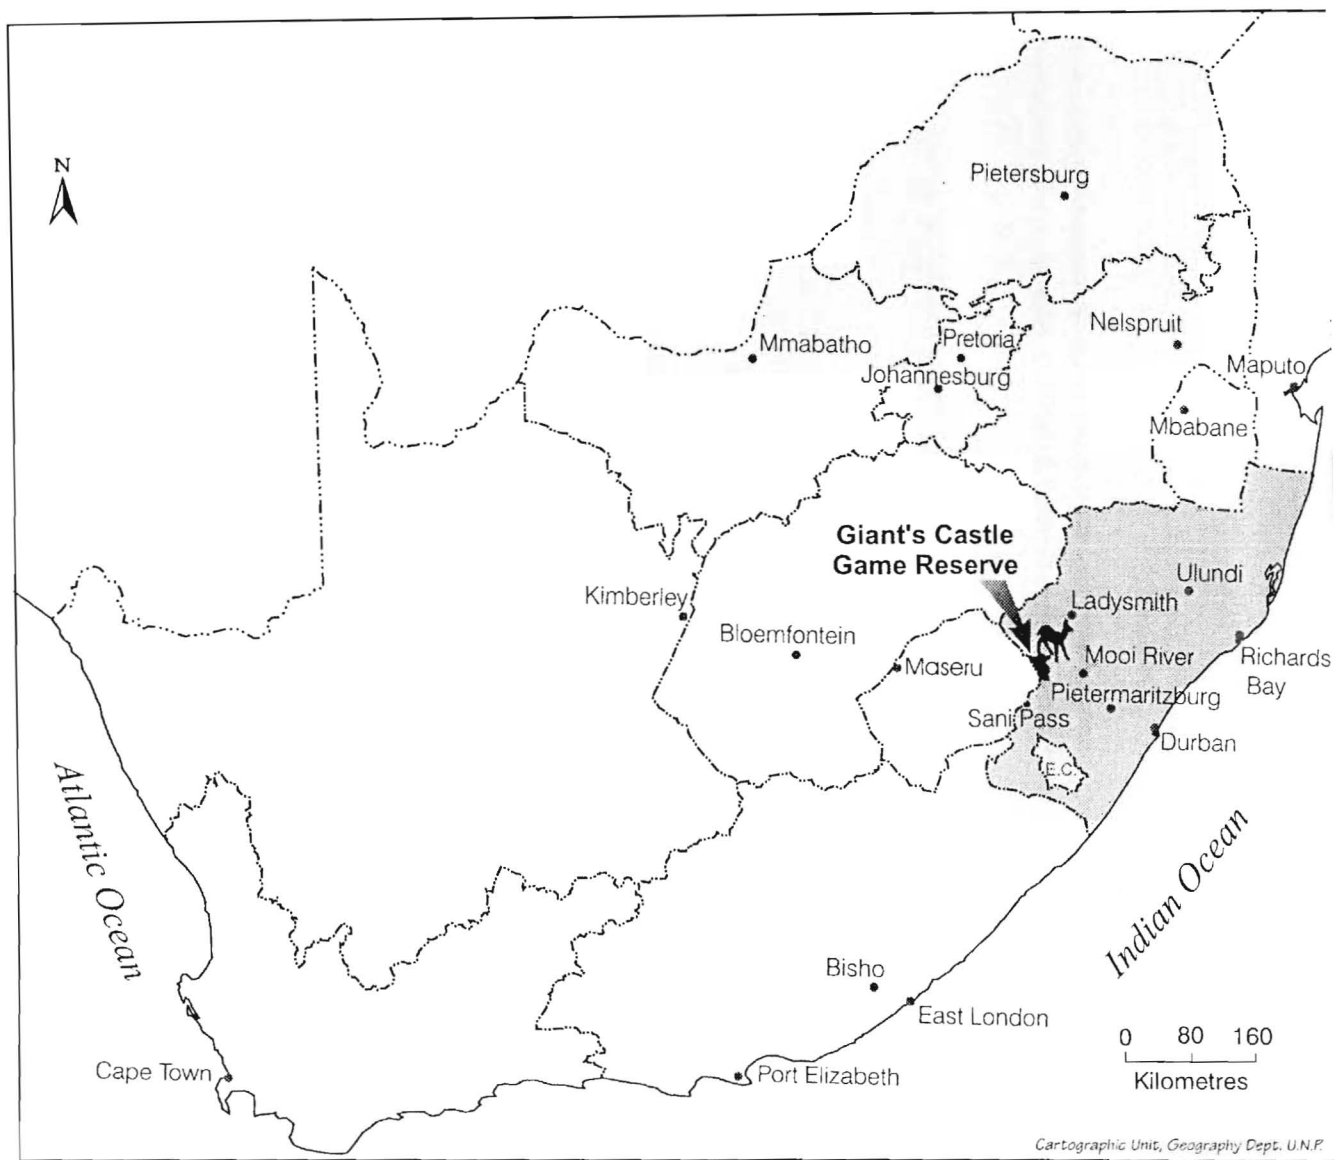 N
Pietersburg
Nelspruit
Mmabatho
Pretoria
Johannesburg
Maputo
Mbabane
Giant's Castle
Game Reserve
Ulundi
Kimberley
Ladysmith
Bloemfontein
Maseru
Mooi River
Richards
Bay
Pietermaritzburg
Sani Pass
Durban
E.C.
Atlantic Ocean
Indian Ocean
Bisho
East London
0 80 160
Kilometres
Cape Town
Port Elizabeth
Cartographic Unit, Geography Dept. U.N.P.